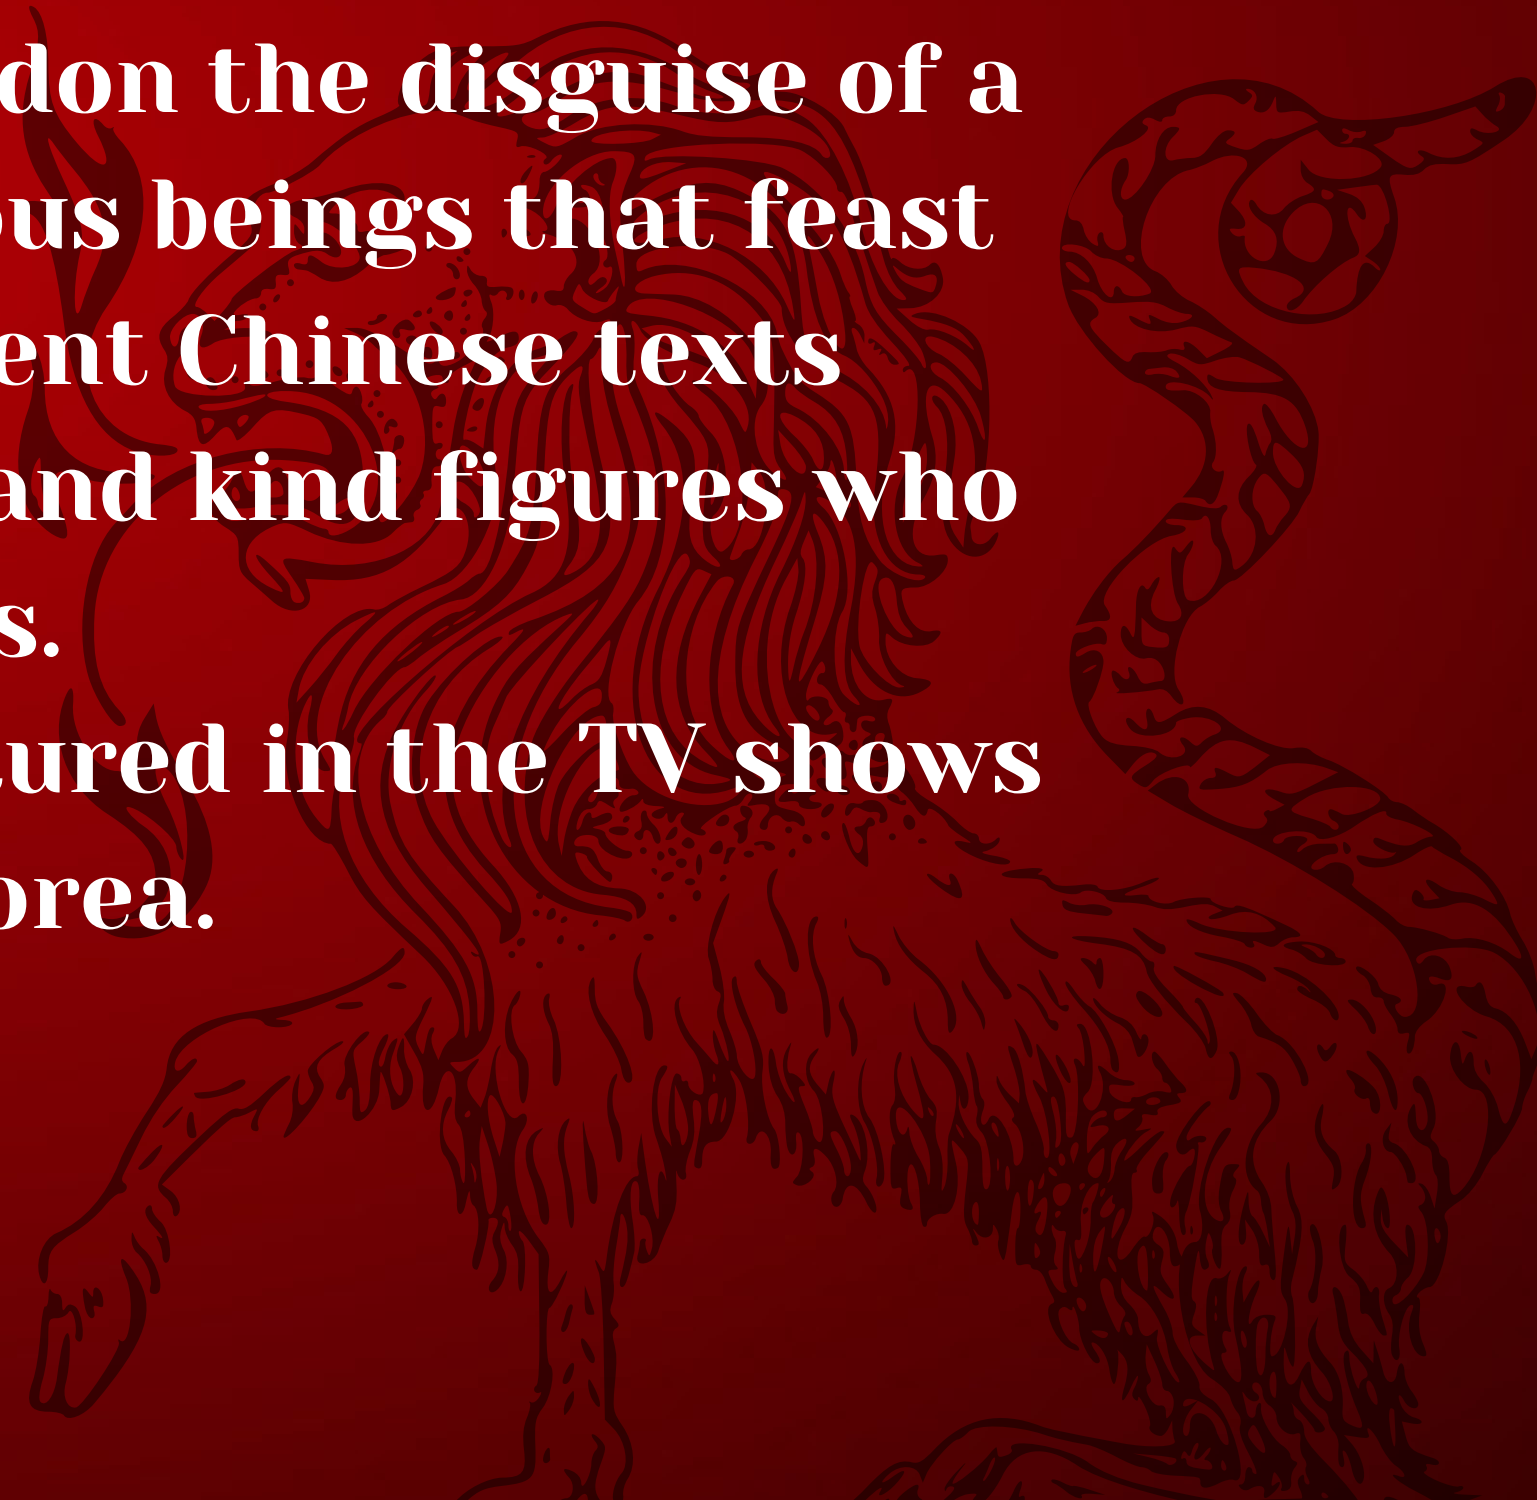 don the disguise of a
ous beings that feast
ent Chinese texts
and kind figures who
s.
tured in the TV shows
orea.